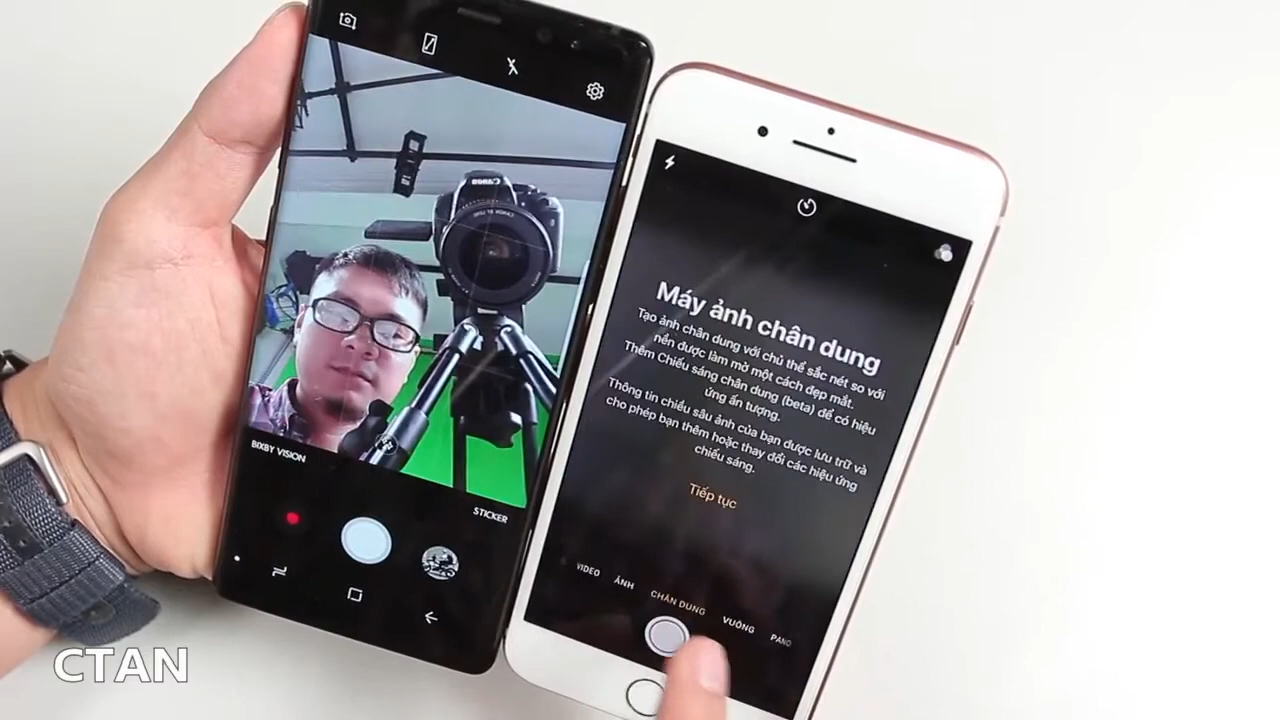 Canon
BIXBY VISION
STICKER
Máy ảnh chân dung
Tạo ảnh chân dung với chủ thể sắc nét so với
nền được làm mờ một cách đẹp mắt.
Thêm Chiếu sáng chân dung (beta) để có hiệu
ứng ấn tượng.
Thông tin chiều sâu ảnh của bạn được lưu trữ và
cho phép bạn thêm hoặc thay đổi các hiệu ứng
chiếu sáng.
Tiếp tục
VIDEO ẢNH CHÂN DUNG VUÔNG PANO
CTAN